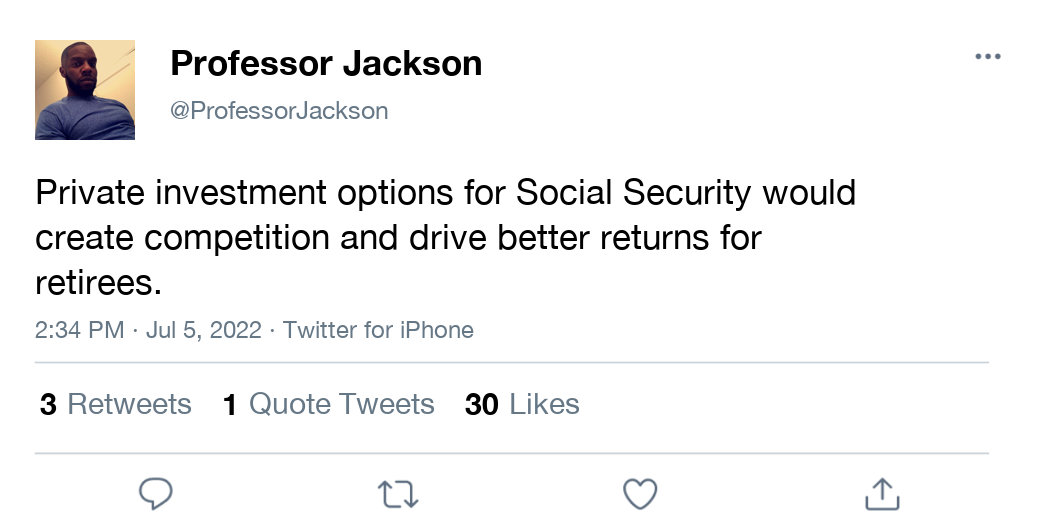 Professor Jackson
@ProfessorJackson
Private investment options for Social Security would
create competition and drive better returns for
retirees.
2:34 PM · Jul 5, 2022 · Twitter for iPhone
3 Retweets 1 Quote Tweets 30 Likes